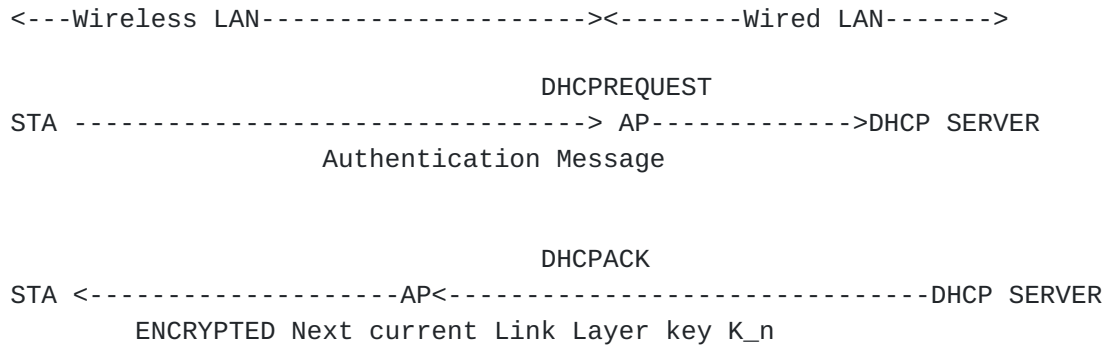 <---Wireless LAN---------------------><--------Wired LAN------->
DHCPREQUEST
STA ---------------------------------> AP------------->DHCP SERVER
Authentication Message
DHCPACK
STA <--------------------AP<-------------------------------DHCP SERVER
ENCRYPTED Next current Link Layer key K_n